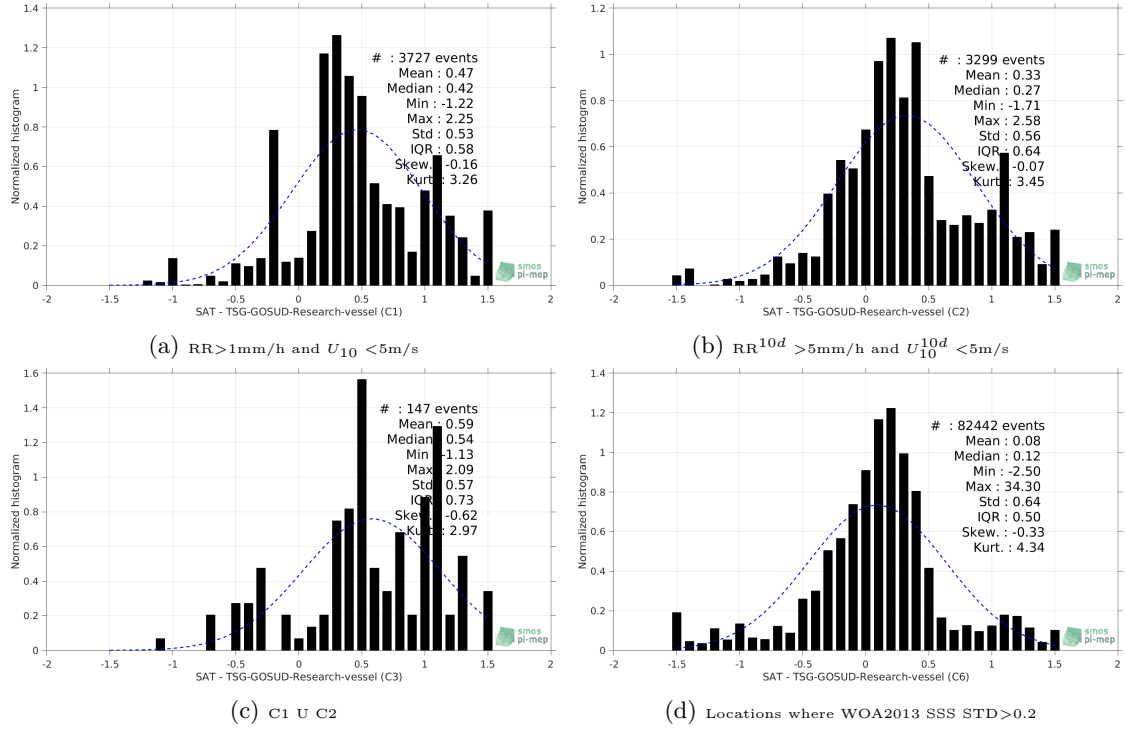 1.4
1.2
1
0.8
0.6
0.4
0.2
0
Normalized histogram
# : 3727 events
Mean : 0.47
Median : 0.42
Min : -1.22
Max : 2.25
Std : 0.53
IQR : 0.58
Skew. : -0.16
Kurt. : 3.26
smos
pi-mep
-2 -1.5 -1 -0.5 0 0.5 1 1.5 2
SAT - TSG-GOSUD-Research-vessel (C1)
(a) RR>1mm/h and U10 <5m/s
1.2
1
0.8
0.6
0.4
0.2
0
Normalized histogram
# : 3299 events
Mean : 0.33
Median : 0.27
Min : -1.71
Max : 2.58
Std : 0.56
IQR : 0.64
Skew. : -0.07
Kurt. : 3.45
smos
pi-mep
-2 -1.5 -1 -0.5 0 0.5 1 1.5 2
SAT - TSG-GOSUD-Research-vessel (C2)
(b) RR^10d >5mm/h and U10^10d <5m/s
1.6
1.4
1.2
1
0.8
0.6
0.4
0.2
0
Normalized histogram
# : 147 events
Mean : 0.59
Median : 0.54
Min : -1.13
Max : 2.09
Std : 0.57
IQR : 0.73
Skew. : -0.62
Kurt. : 2.97
smos
pi-mep
-2 -1.5 -1 -0.5 0 0.5 1 1.5 2
SAT - TSG-GOSUD-Research-vessel (C3)
(c) C1 U C2
1.4
1.2
1
0.8
0.6
0.4
0.2
0
Normalized histogram
# : 82442 events
Mean : 0.08
Median : 0.12
Min : -2.50
Max : 34.30
Std : 0.64
IQR : 0.50
Skew. : -0.33
Kurt. : 4.34
smos
pi-mep
-2 -1.5 -1 -0.5 0 0.5 1 1.5 2
SAT - TSG-GOSUD-Research-vessel (C6)
(d) Locations where WOA2013 SSS STD>0.2